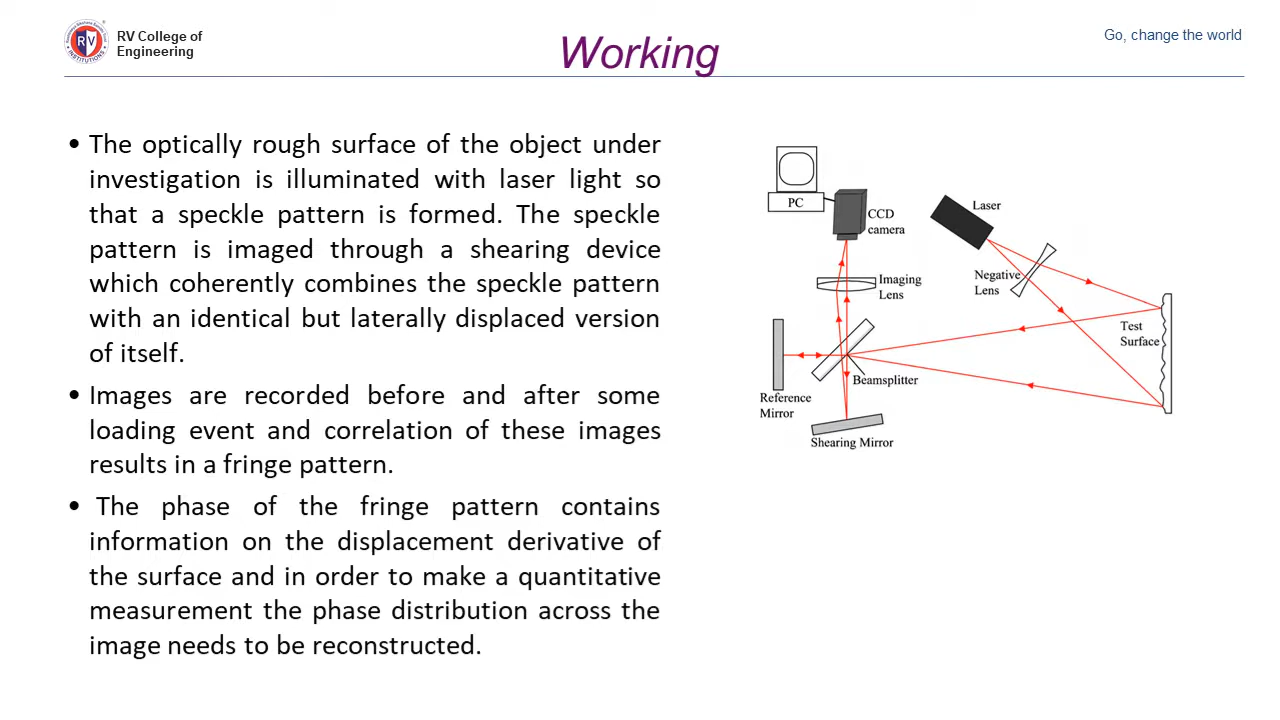 RV College of
Engineering
Working
Go, change the world
• The optically rough surface of the object under
investigation is illuminated with laser light so
that a speckle pattern is formed. The speckle
pattern is imaged through a shearing device
which coherently combines the speckle pattern
with an identical but laterally displaced version
of itself.
• Images are recorded before and after some
loading event and correlation of these images
results in a fringe pattern.
• The phase of the fringe pattern contains
information on the displacement derivative of
the surface and in order to make a quantitative
measurement the phase distribution across the
image needs to be reconstructed.
PC
CCD
camera
Laser
Imaging
Lens
Negative
Lens
Test
Surface
Beamsplitter
Reference
Mirror
Shearing Mirror
RV
INSTITUTIONS